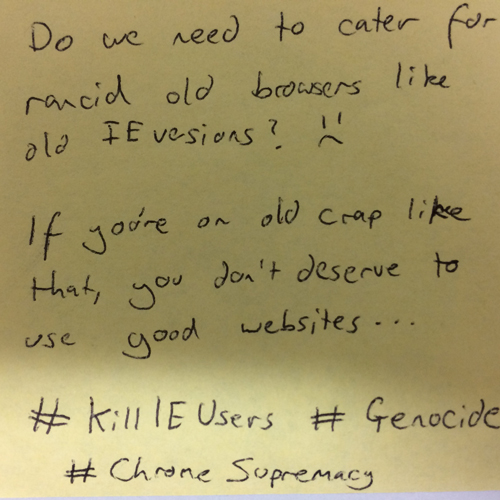 Do we need to cater for
rancid old browsers like
old IE vesions? :(
If you're on old crap like
that, you don't deserve to
use good websites...
# Kill IE Users # Genocide
# Chrome Supremacy